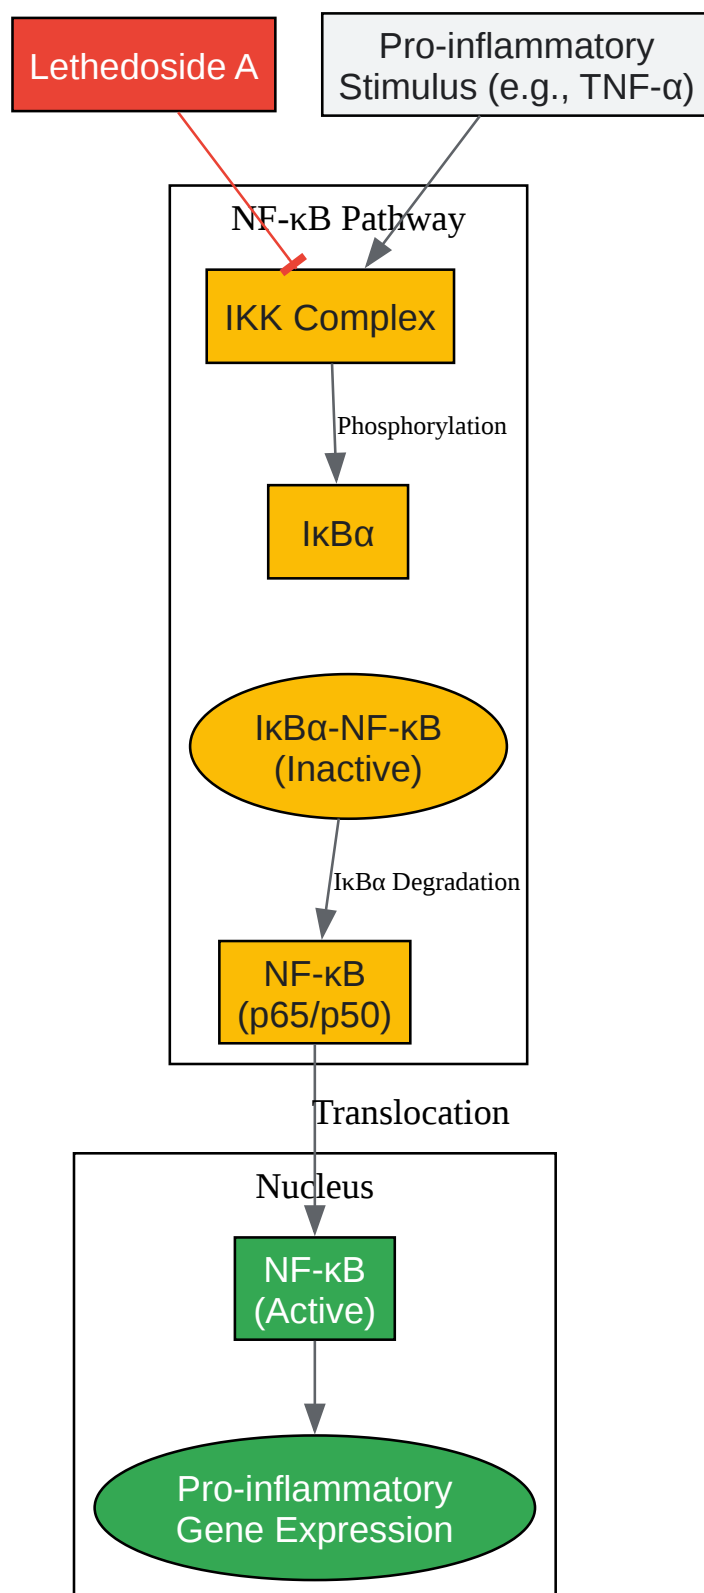 Lethedoside A
Pro-inflammatory
Stimulus (e.g., TNF-α)
NF-κB Pathway
IKK Complex
Phosphorylation
IκBα
IκBα-NF-κB
(Inactive)
IκBα Degradation
NF-κB
(p65/p50)
Translocation
Nucleus
NF-κB
(Active)
Pro-inflammatory
Gene Expression